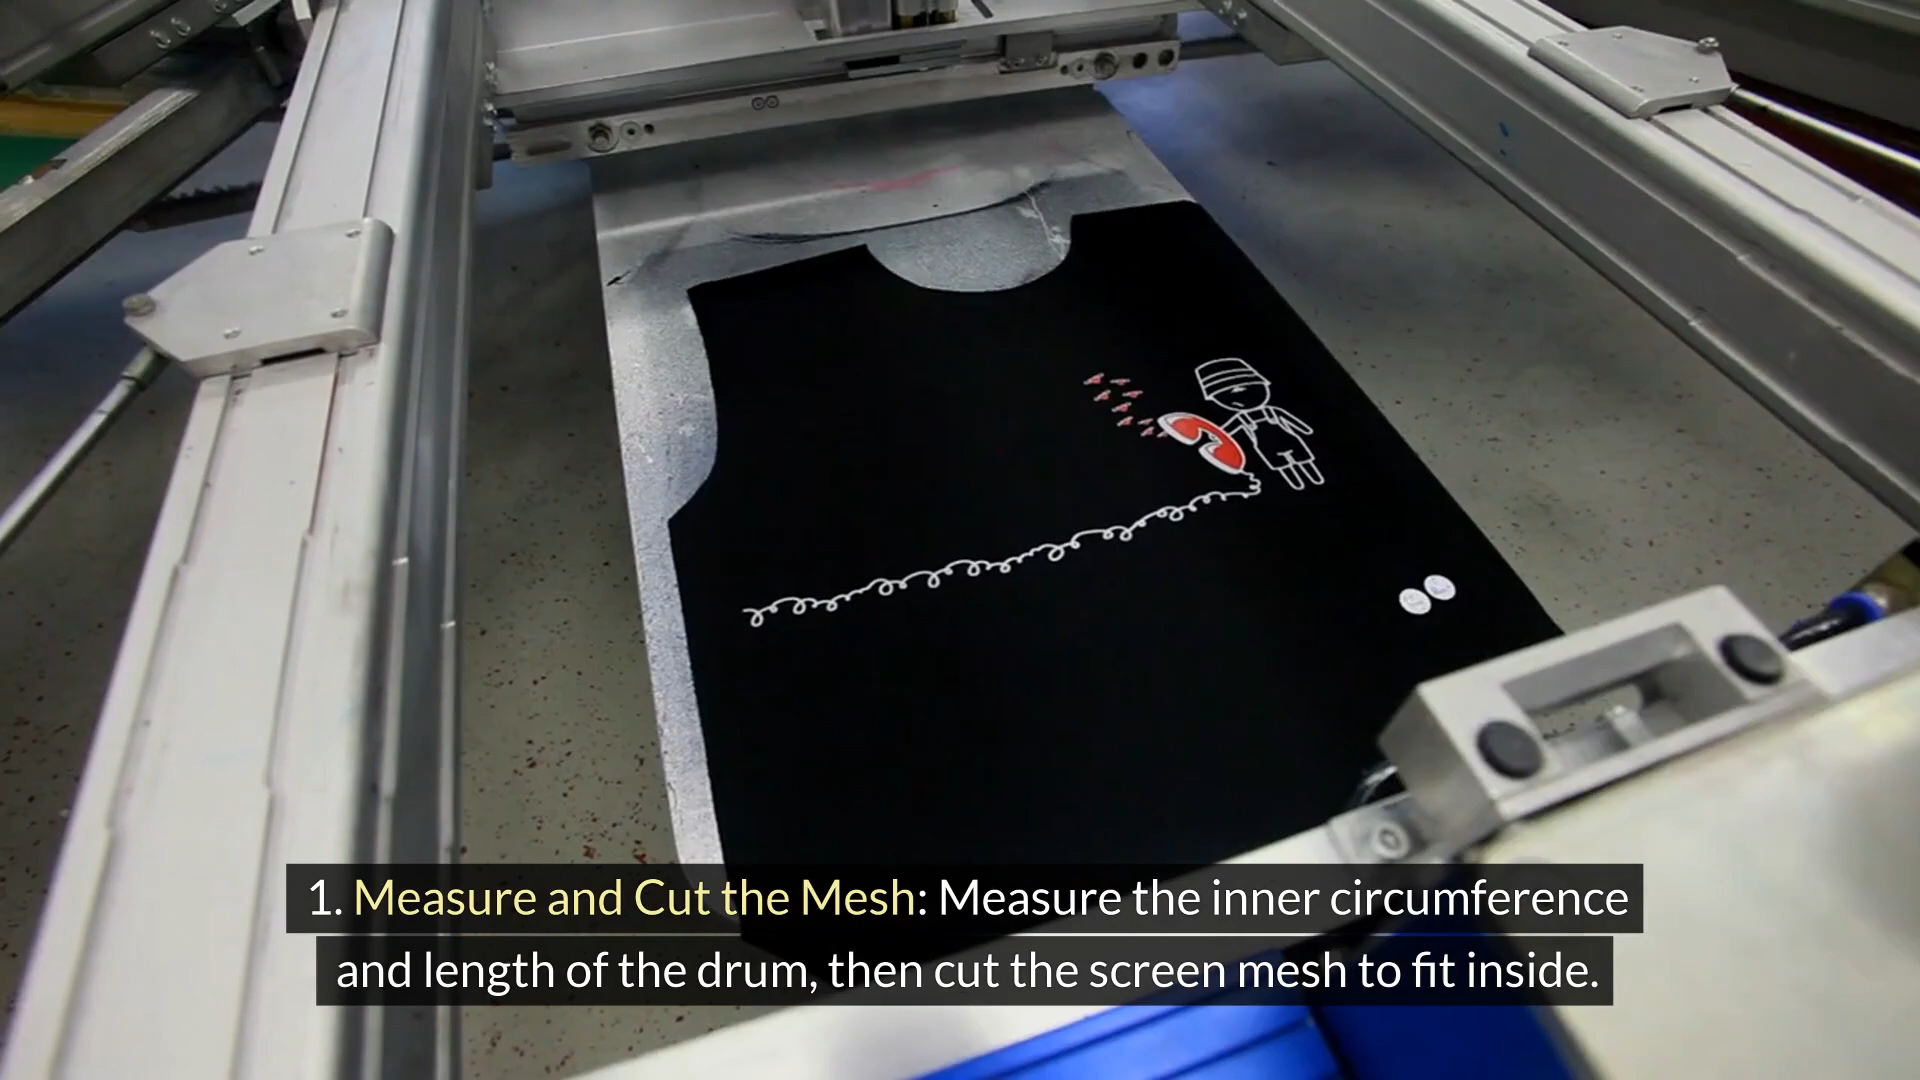 1. Measure and Cut the Mesh: Measure the inner circumference
and length of the drum, then cut the screen mesh to fit inside.